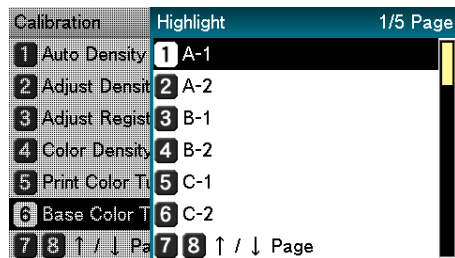 Calibration
1 Auto Density
2 Adjust Densit
3 Adjust Regist
4 Color Density
5 Print Color
6 Base Color T
7 8 ↑ / ↓ Pa
Highlight 1/5 Page
1 A-1
2 A-2
3 B-1
4 B-2
5 C-1
6 C-2
7 8 ↑ / ↓ Page